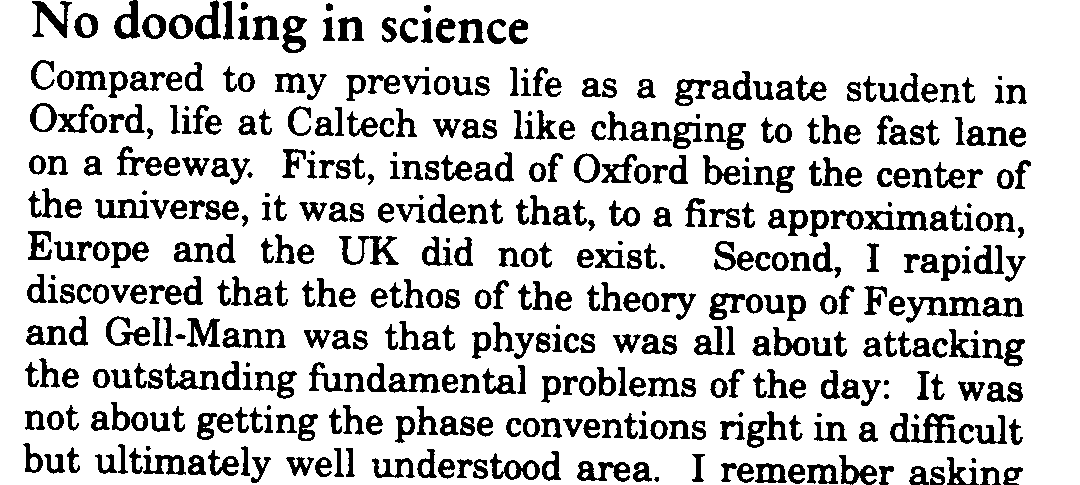 No doodling in science
Compared to my previous life as a graduate student in
Oxford, life at Caltech was like changing to the fast lane
on a freeway. First, instead of Oxford being the center of
the universe, it was evident that, to a first approximation,
Europe and the UK did not exist. Second, I rapidly
discovered that the ethos of the theory group of Feynman
and Gell-Mann was that physics was all about attacking
the outstanding fundamental problems of the day: It was
not about getting the phase conventions right in a difficult
but ultimately well understood area. I remember asking